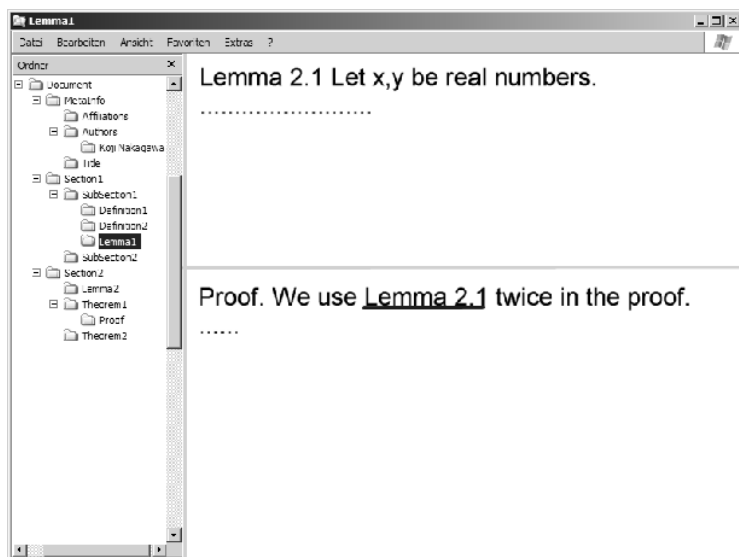 Lemma1
Datei Bearbeiten Ansicht Favoriten Extras ?
Ordner
Document
MetaInfo
Affiliations
Authors
Koji Nakagawa
Title
Section1
SubSection1
Definition1
Definition2
Lemma1
SubSection2
Section2
Lemma2
Theorem1
Proof
Theorem2
Lemma 2.1 Let x,y be real numbers.
........................
Proof. We use Lemma 2.1 twice in the proof.
......